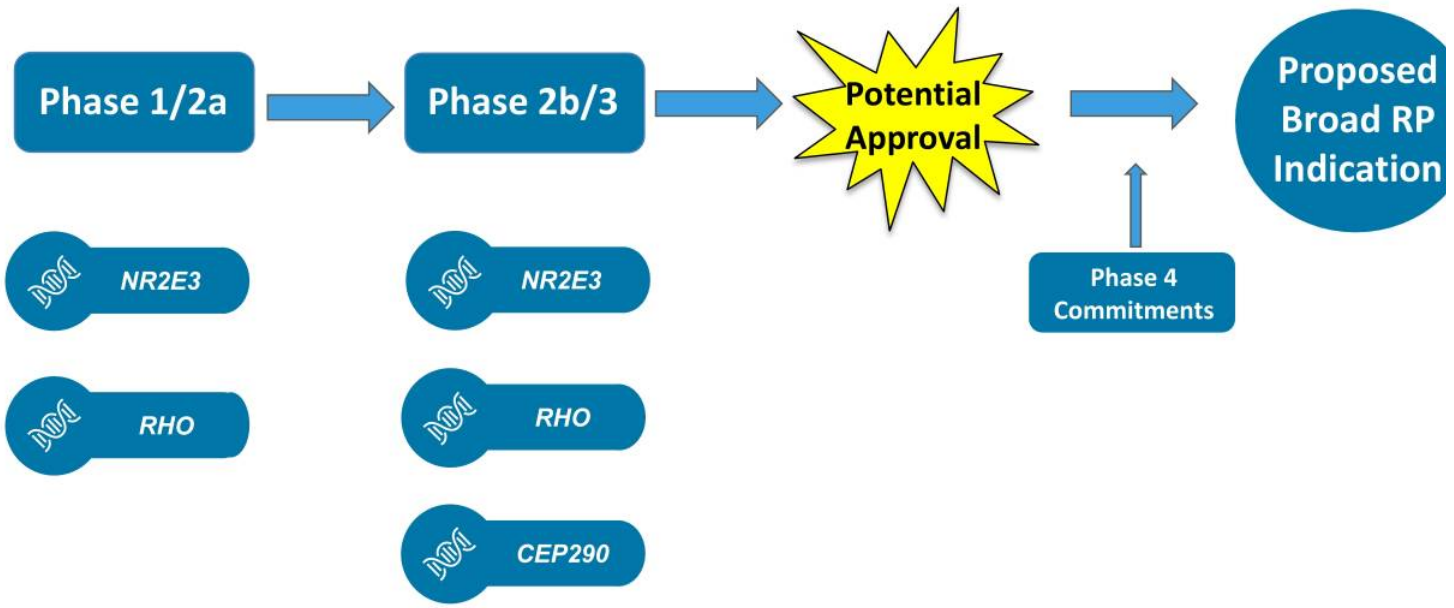 Phase 1/2a
Phase 2b/3
Potential
Approval
Proposed
Broad RP
Indication
Phase 4
Commitments
NR2E3
NR2E3
RHO
RHO
CEP290